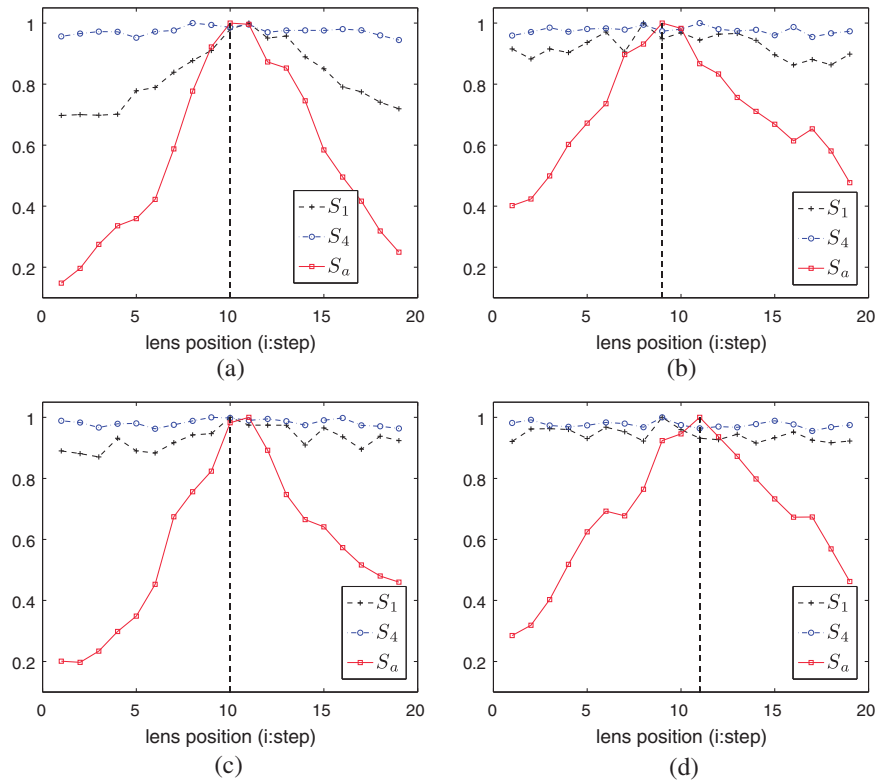 1
0.8
0.6
0.4
0.2
0 5 10 15 20
S₁
S₄
Sₐ
lens position (i:step)
(a)
1
0.8
0.6
0.4
0.2
0 5 10 15 20
S₁
S₄
Sₐ
lens position (i:step)
(b)
1
0.8
0.6
0.4
0.2
0 5 10 15 20
S₁
S₄
Sₐ
lens position (i:step)
(c)
1
0.8
0.6
0.4
0.2
0 5 10 15 20
S₁
S₄
Sₐ
lens position (i:step)
(d)